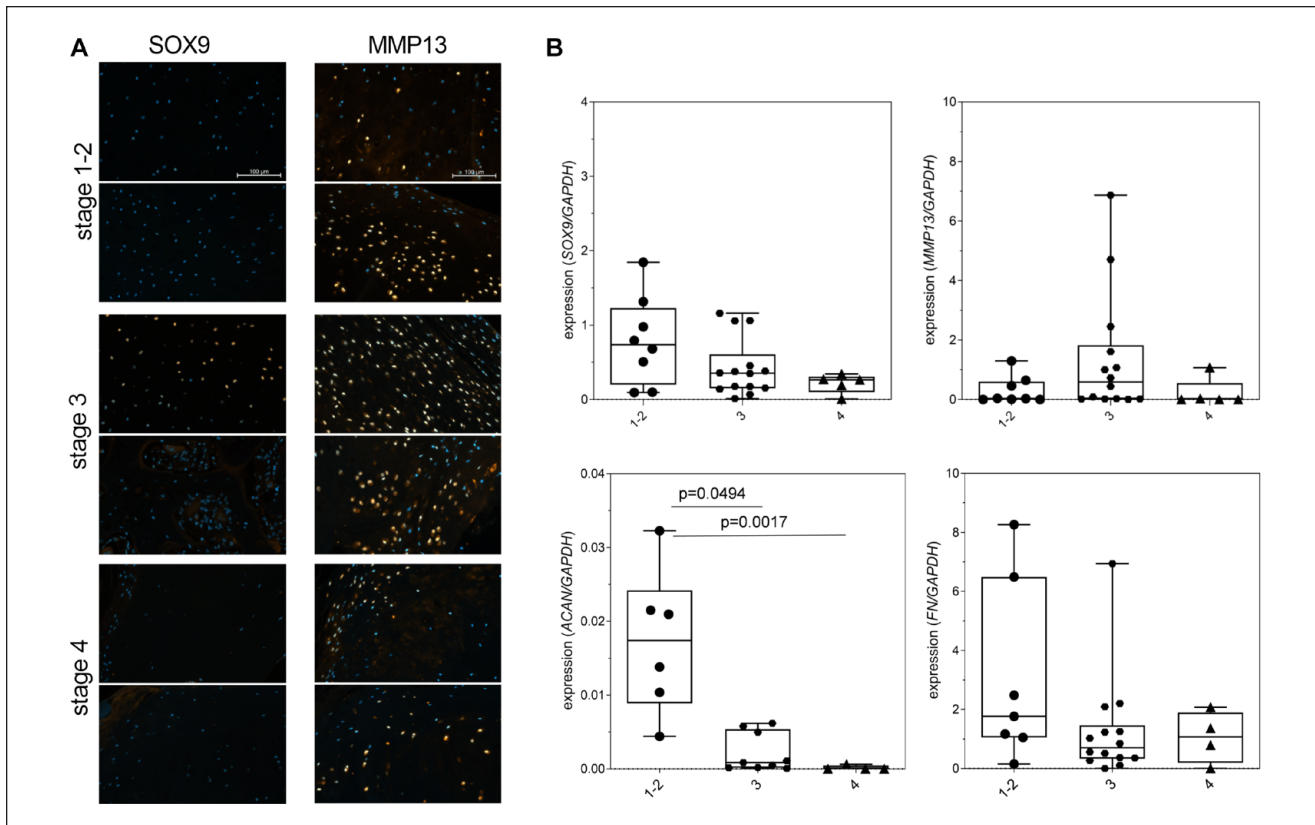 A
SOX9
MMP13
stage 1-2
100 µm
100 µm
stage 3
stage 4
B
expression (SOX9/GAPDH)
4
3
2
1
0
1-2
3
4
expression (MMP13/GAPDH)
10
8
6
4
2
0
1-2
3
4
expression (ACAN/GAPDH)
0.04
0.03
0.02
0.01
0.00
p=0.0494
p=0.0017
1-2
3
4
expression (FN/GAPDH)
10
8
6
4
2
0
1-2
3
4